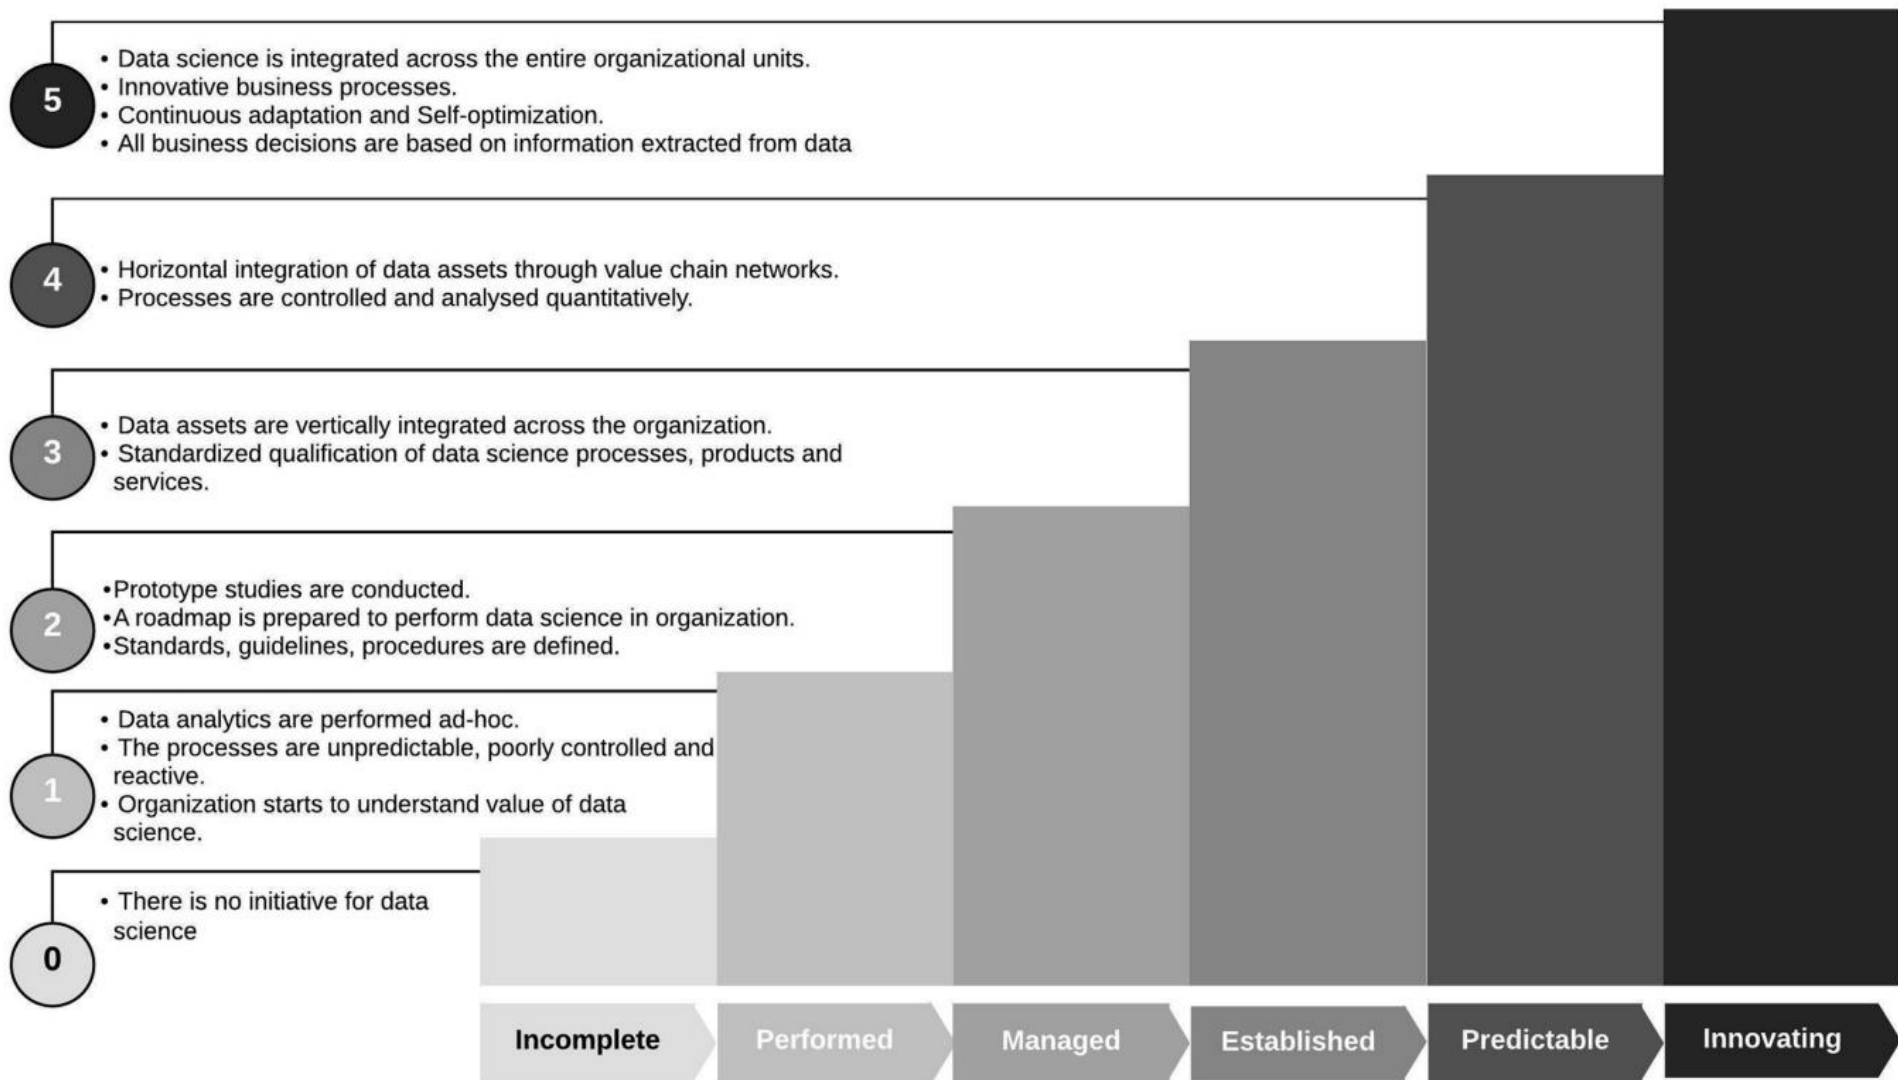 5
• Data science is integrated across the entire organizational units.
• Innovative business processes.
• Continuous adaptation and Self-optimization.
• All business decisions are based on information extracted from data
4
• Horizontal integration of data assets through value chain networks.
• Processes are controlled and analysed quantitatively.
3
• Data assets are vertically integrated across the organization.
• Standardized qualification of data science processes, products and
services.
2
•Prototype studies are conducted.
•A roadmap is prepared to perform data science in organization.
•Standards, guidelines, procedures are defined.
1
• Data analytics are performed ad-hoc.
• The processes are unpredictable, poorly controlled and
reactive.
• Organization starts to understand value of data
science.
0
• There is no initiative for data
science
Incomplete
Performed
Managed
Established
Predictable
Innovating